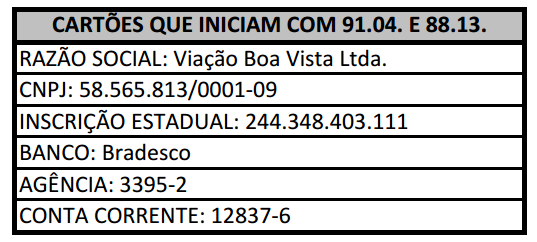 CARTÕES QUE INICIAM COM 91.04. E 88.13.
RAZÃO SOCIAL: Viação Boa Vista Ltda.
CNPJ: 58.565.813/0001-09
INSCRIÇÃO ESTADUAL: 244.348.403.111
BANCO: Bradesco
AGÊNCIA: 3395-2
CONTA CORRENTE: 12837-6